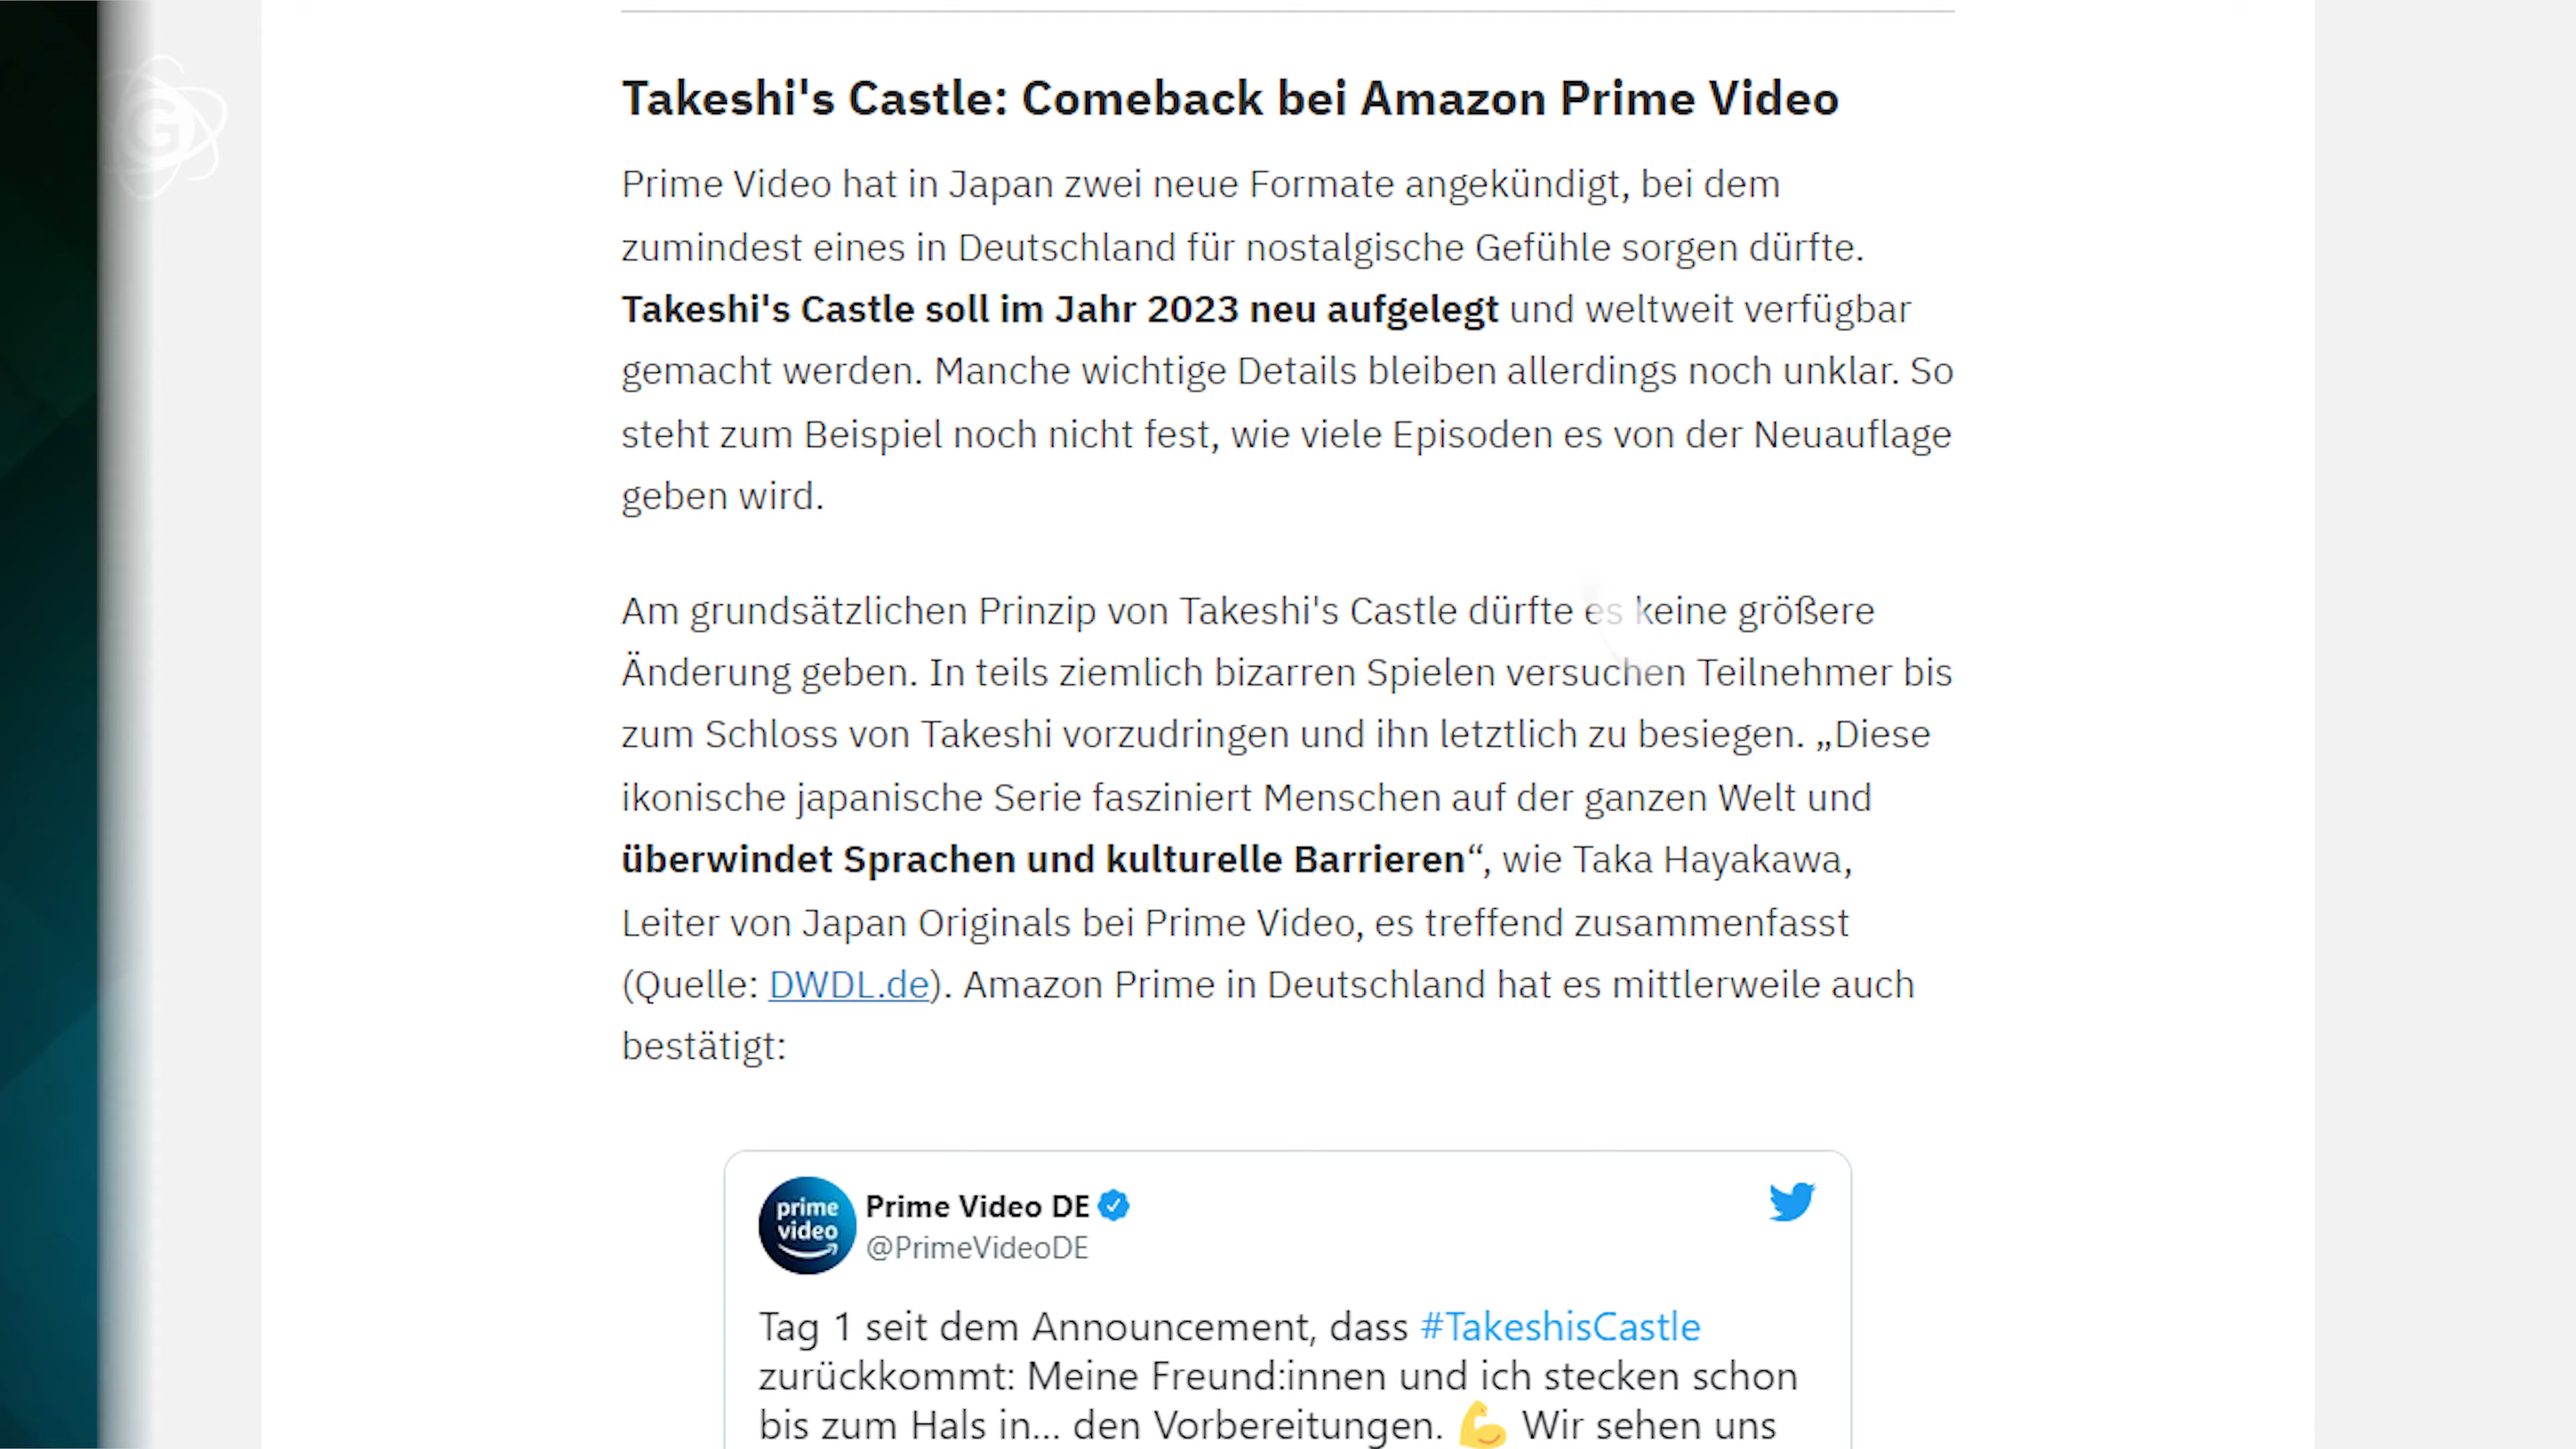 G
Takeshi's Castle: Comeback bei Amazon Prime Video
Prime Video hat in Japan zwei neue Formate angekündigt, bei dem
zumindest eines in Deutschland für nostalgische Gefühle sorgen dürfte.
Takeshi's Castle soll im Jahr 2023 neu aufgelegt und weltweit verfügbar
gemacht werden. Manche wichtige Details bleiben allerdings noch unklar. So
steht zum Beispiel noch nicht fest, wie viele Episoden es von der Neuauflage
geben wird.
Am grundsätzlichen Prinzip von Takeshi's Castle dürfte es keine größere
Änderung geben. In teils ziemlich bizarren Spielen versuchen Teilnehmer bis
zum Schloss von Takeshi vorzudringen und ihn letztlich zu besiegen. „Diese
ikonische japanische Serie fasziniert Menschen auf der ganzen Welt und
überwindet Sprachen und kulturelle Barrieren“, wie Taka Hayakawa,
Leiter von Japan Originals bei Prime Video, es treffend zusammenfasst
(Quelle: DWDL.de). Amazon Prime in Deutschland hat es mittlerweile auch
bestätigt:
prime
video
Prime Video DE
@PrimeVideoDE
Tag 1 seit dem Announcement, dass #TakeshisCastle
zurückkommt: Meine Freund:innen und ich stecken schon
bis zum Hals in... den Vorbereitungen. 💪 Wir sehen uns